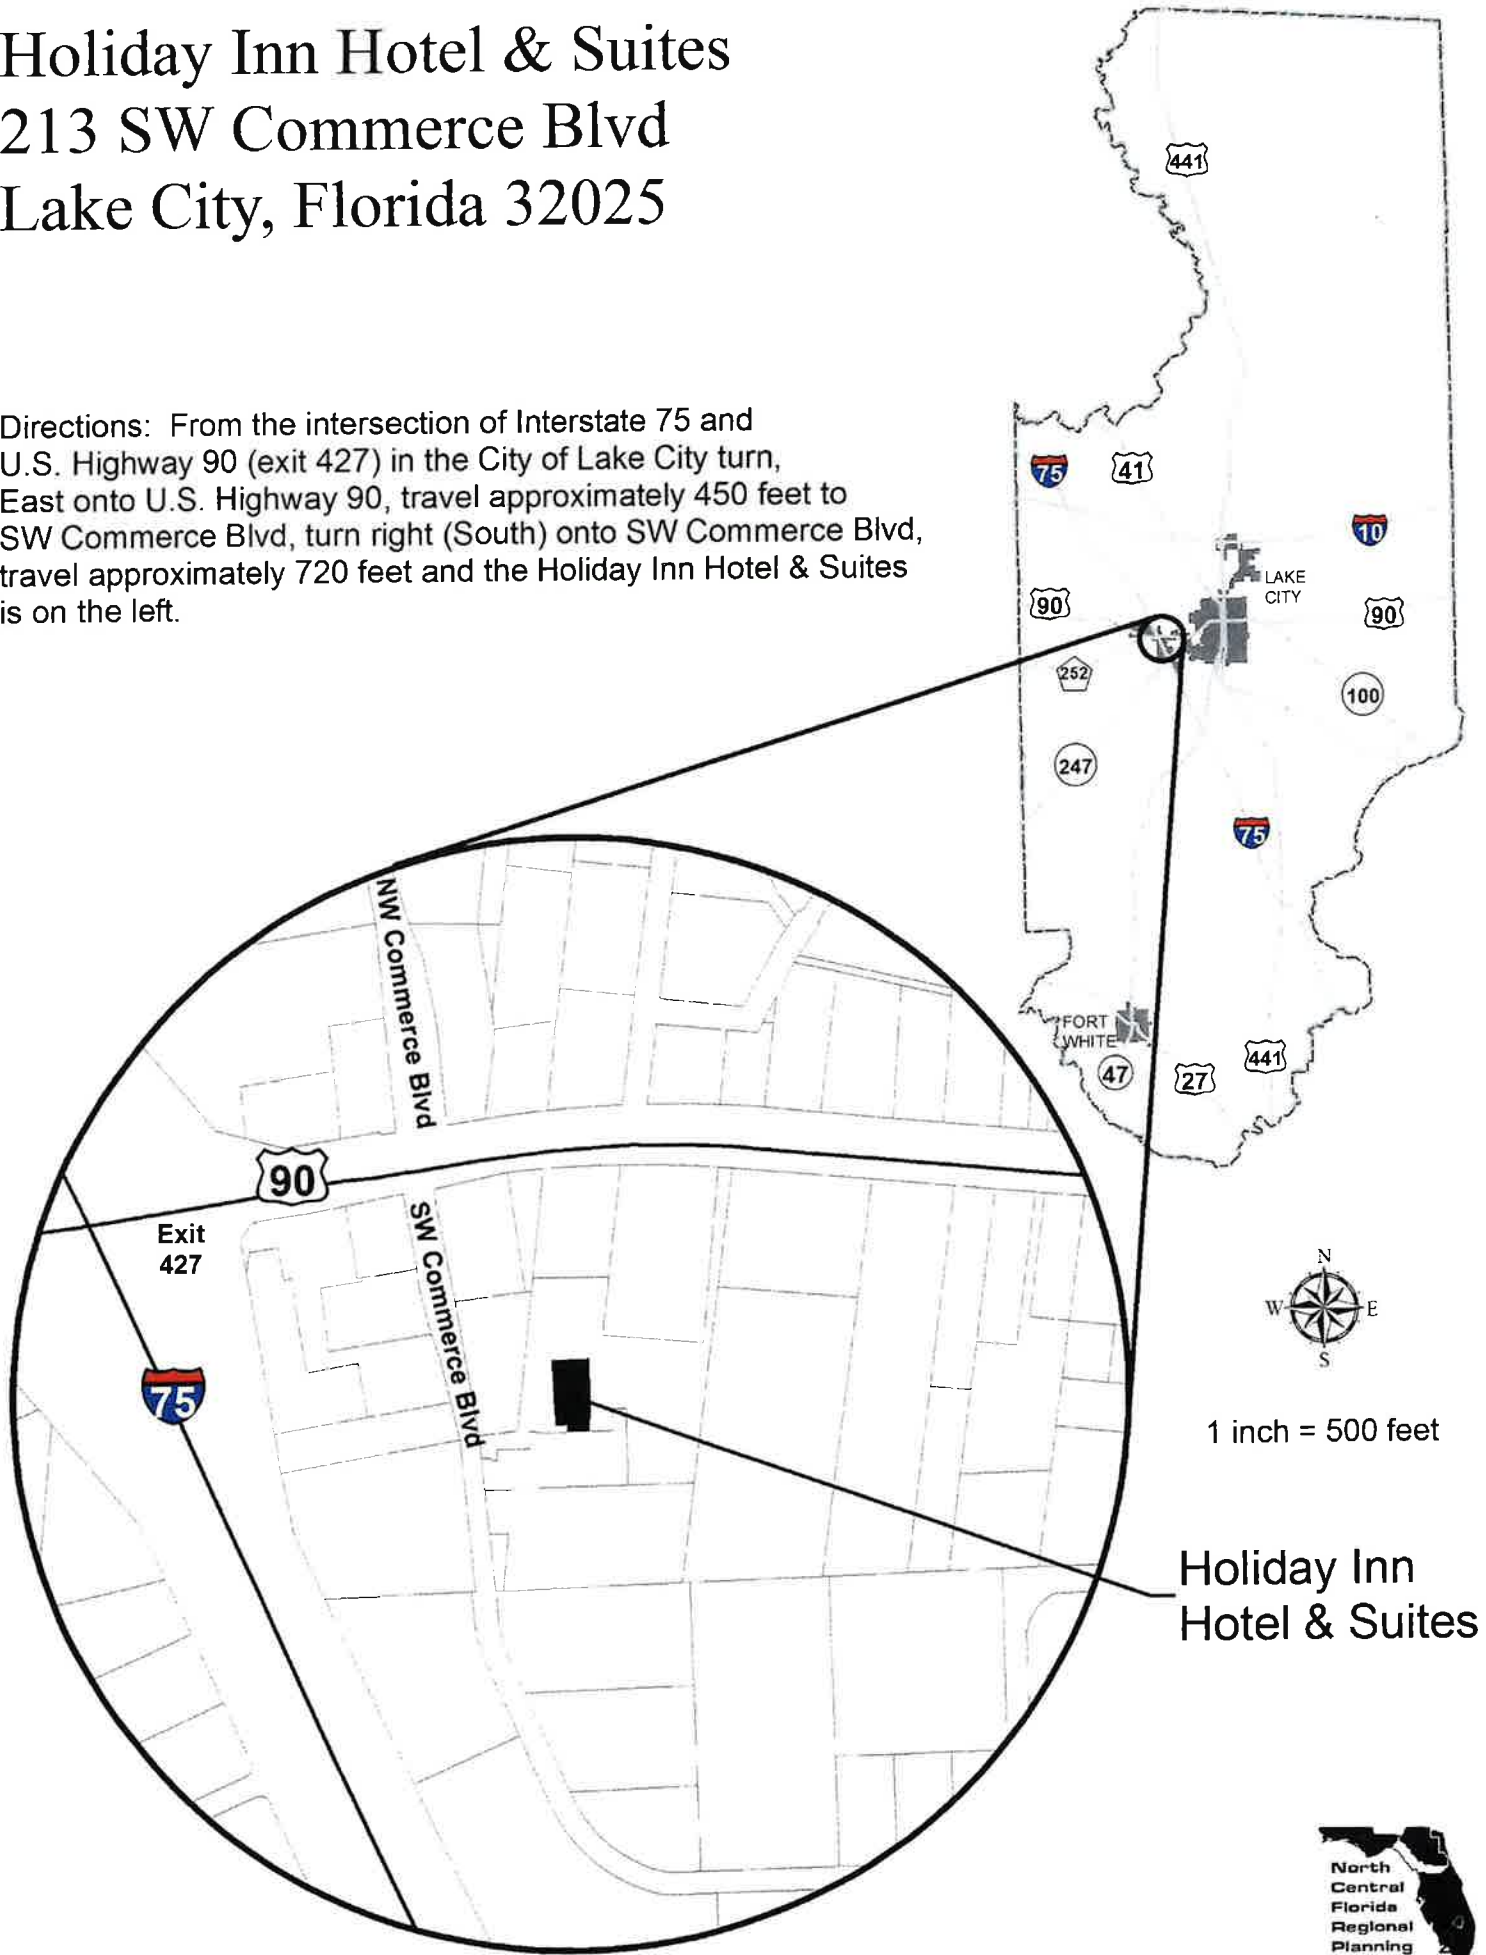 Holiday Inn Hotel & Suites
213 SW Commerce Blvd
Lake City, Florida 32025
Directions: From the intersection of Interstate 75 and
U.S. Highway 90 (exit 427) in the City of Lake City turn,
East onto U.S. Highway 90, travel approximately 450 feet to
SW Commerce Blvd, turn right (South) onto SW Commerce Blvd,
travel approximately 720 feet and the Holiday Inn Hotel & Suites
is on the left.
441
75
41
10
LAKE
CITY
90
90
252
100
247
75
FORT
WHITE
47
27
441
NW Commerce Blvd
90
Exit
427
SW Commerce Blvd
75
N
W
E
S
1 inch = 500 feet
Holiday Inn
Hotel & Suites
North
Central
Florida
Regional
Planning